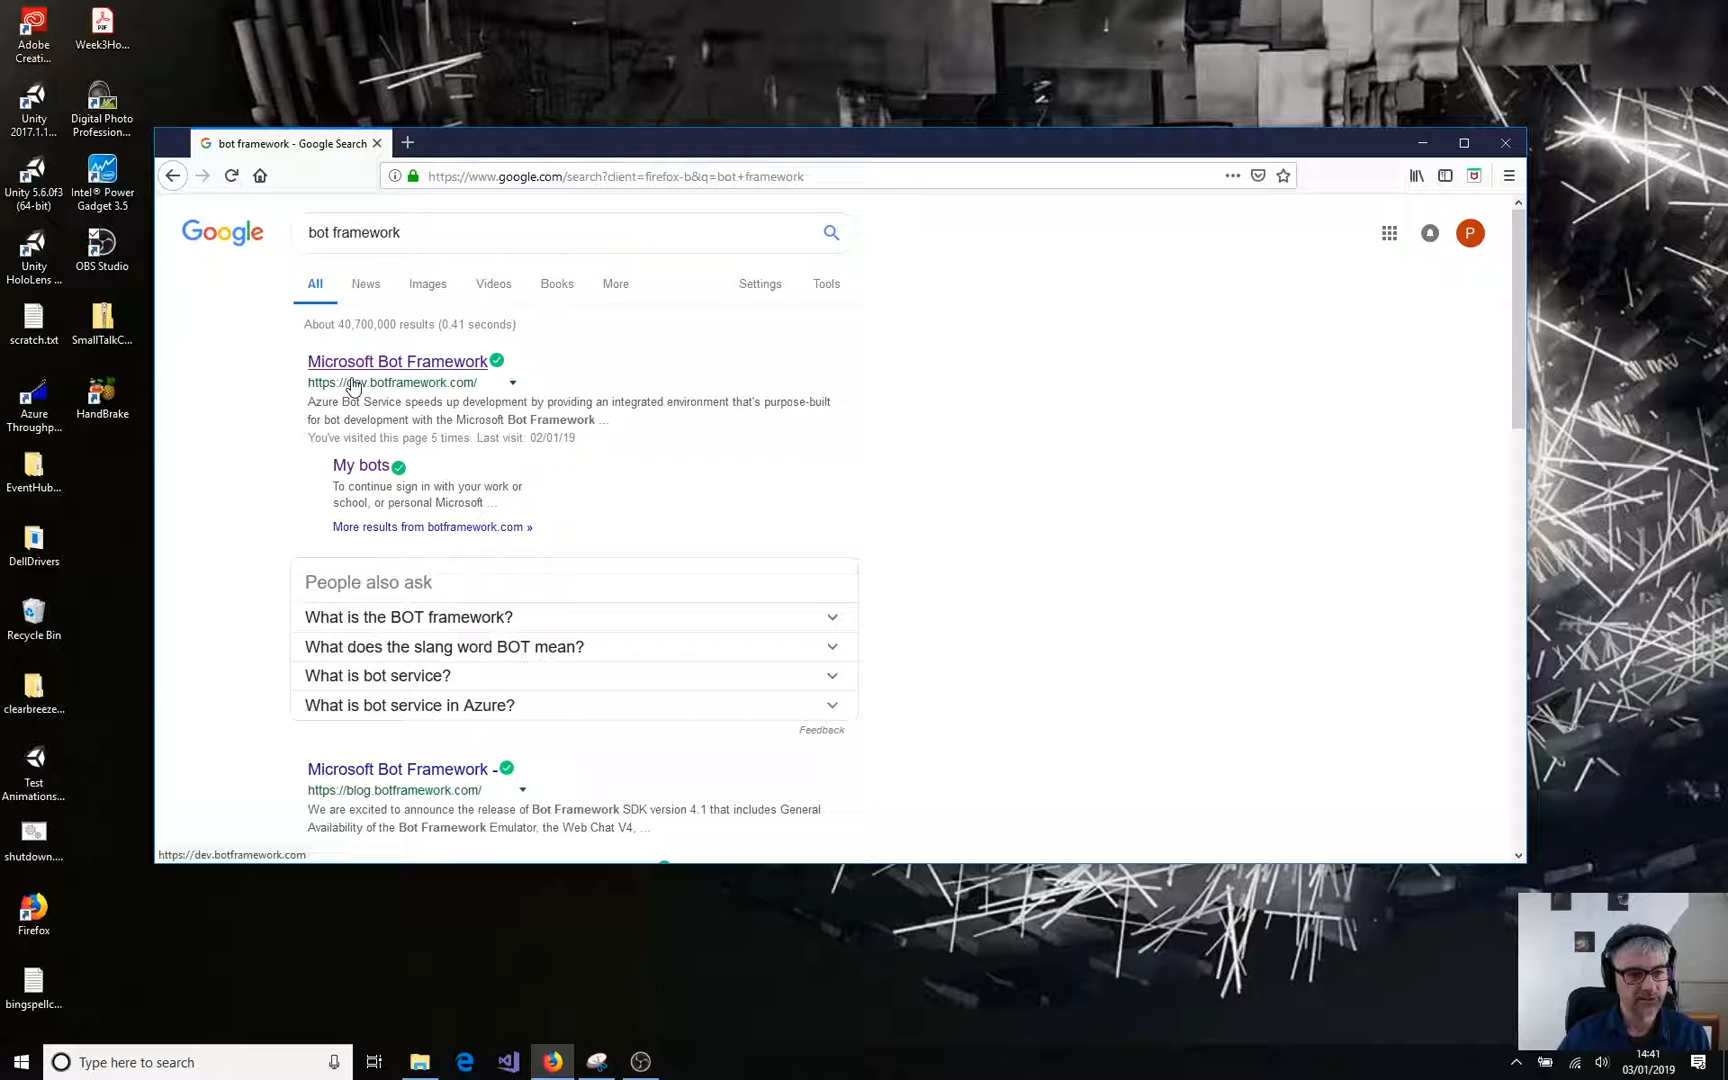 Adobe
Creati...
Week3Ho...
Unity
2017.1.1...
Digital Photo
Profession...
Unity 5.6.0f3
(64-bit)
Intel® Power
Gadget 3.5
Unity
HoloLens ...
OBS Studio
scratch.txt
SmallTalkC...
Azure
Throughp...
HandBrake
EventHub...
DellDrivers
Recycle Bin
clearbreeze...
Test
Animations...
shutdown....
Firefox
bingspellc...
bot framework - Google Search
https://www.google.com/search?client=firefox-b&q=bot+framework
Google
bot framework
P
All News Images Videos Books More Settings Tools
About 40,700,000 results (0.41 seconds)
Microsoft Bot Framework
https://dev.botframework.com/
Azure Bot Service speeds up development by providing an integrated environment that's purpose-built
for bot development with the Microsoft Bot Framework ...
You've visited this page 5 times. Last visit: 02/01/19
My bots
To continue sign in with your work or
school, or personal Microsoft ...
More results from botframework.com »
People also ask
What is the BOT framework?
What does the slang word BOT mean?
What is bot service?
What is bot service in Azure?
Feedback
Microsoft Bot Framework -
https://blog.botframework.com/
We are excited to announce the release of Bot Framework SDK version 4.1 that includes General
Availability of the Bot Framework Emulator, the Web Chat V4, ...
https://dev.botframework.com
Type here to search
14:41
03/01/2019